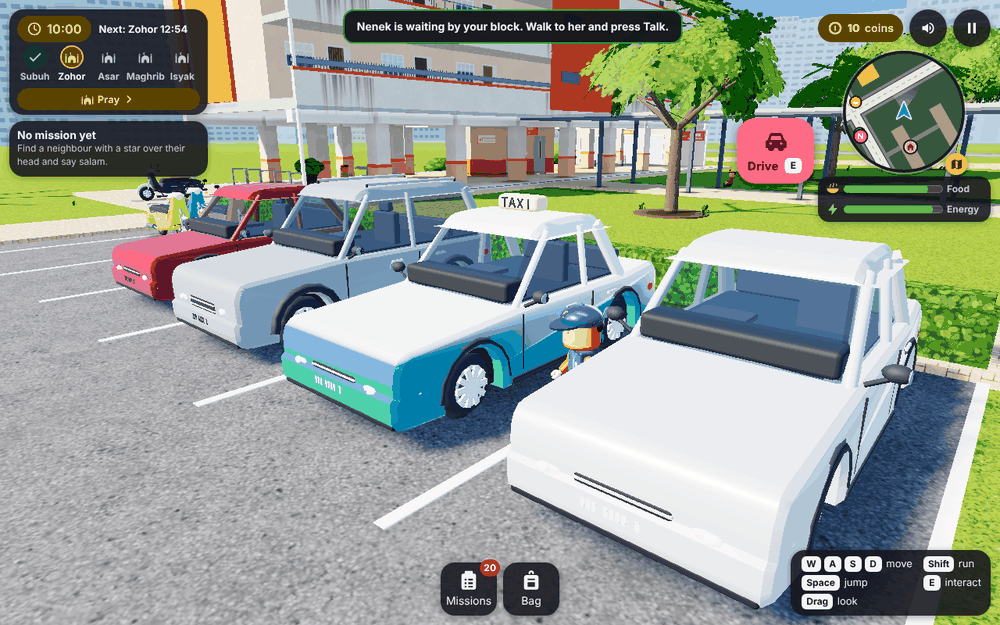 10:00
Next: Zohor 12:54
Subuh
Zohor
Asar
Maghrib
Isyak
Pray
No mission yet
Find a neighbour with a star over their
head and say salam.
Nenek is waiting by your block. Walk to her and press Talk.
10 coins
N
Drive E
Food
Energy
TAXI
20
Missions
Bag
W A S D move
Shift run
Space jump
E interact
Drag look